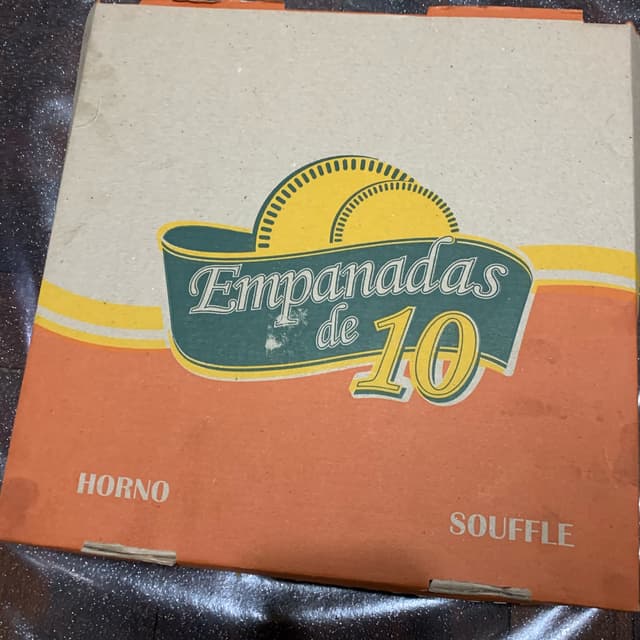 Empanadas
de 10
HORNO
SOUFFLE